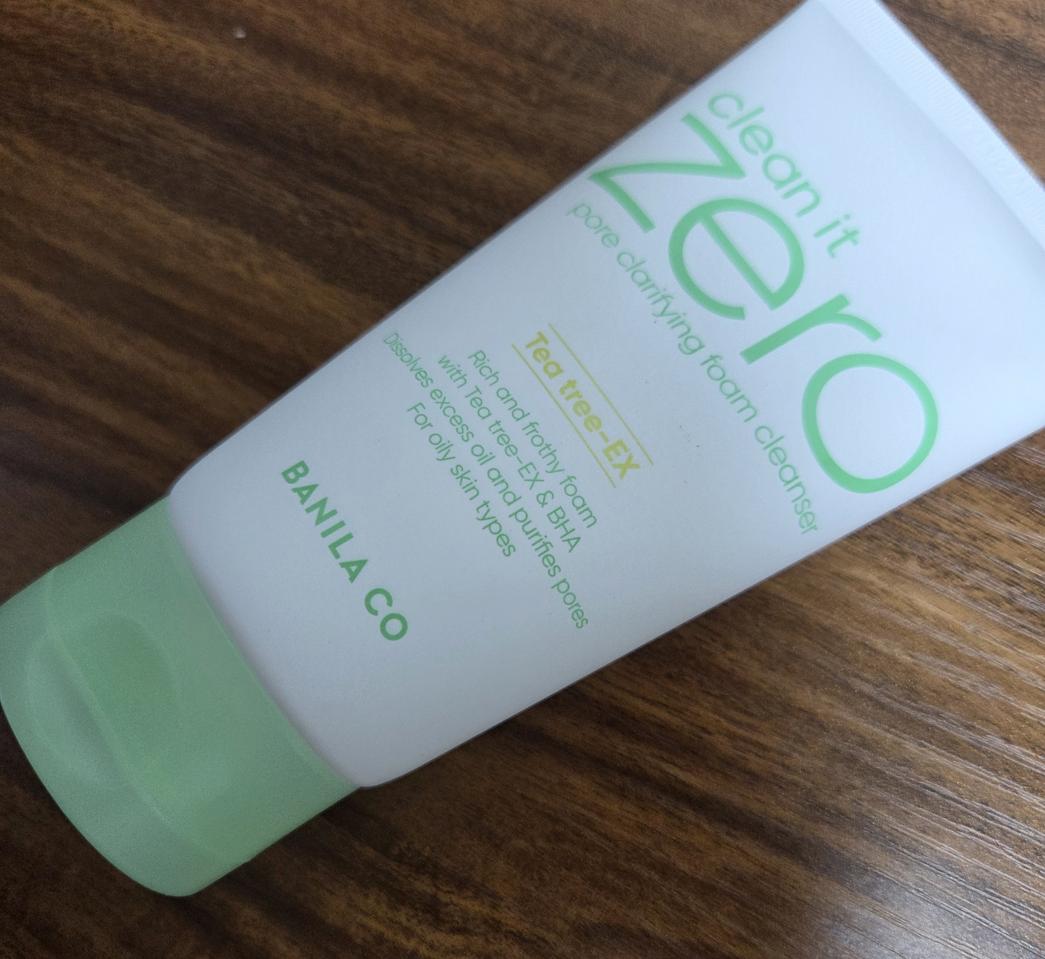 clean it
zero
pore clarifying foam cleanser
Tea tree-EX
Rich and frothy foam
with Tea tree-EX & BHA
Dissolves excess oil and purifies pores
For oily skin types
BANILA CO